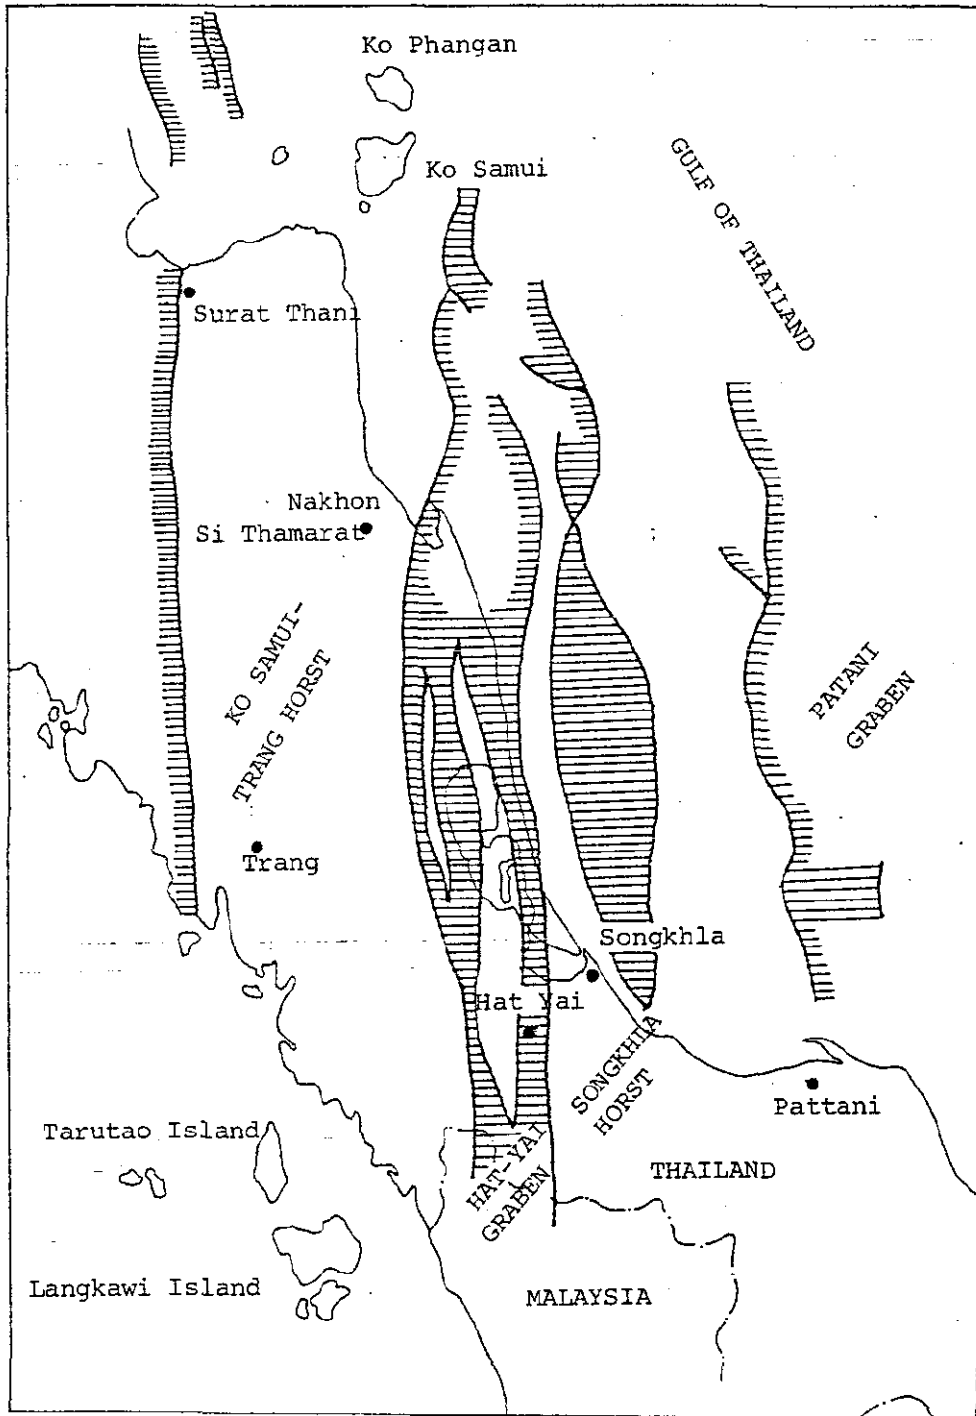 Ko Phangan
Ko Samui
GULF OF THAILAND
Surat Thani
Nakhon
Si Thamarat
KO SAMUI-
TRANG HORST
PATANI
GRABEN
Trang
Songkhla
Hat Yai
SONGKHLA
HORST
Pattani
Tarutao Island
HAT-YAI
GRABEN
THAILAND
Langkawi Island
MALAYSIA